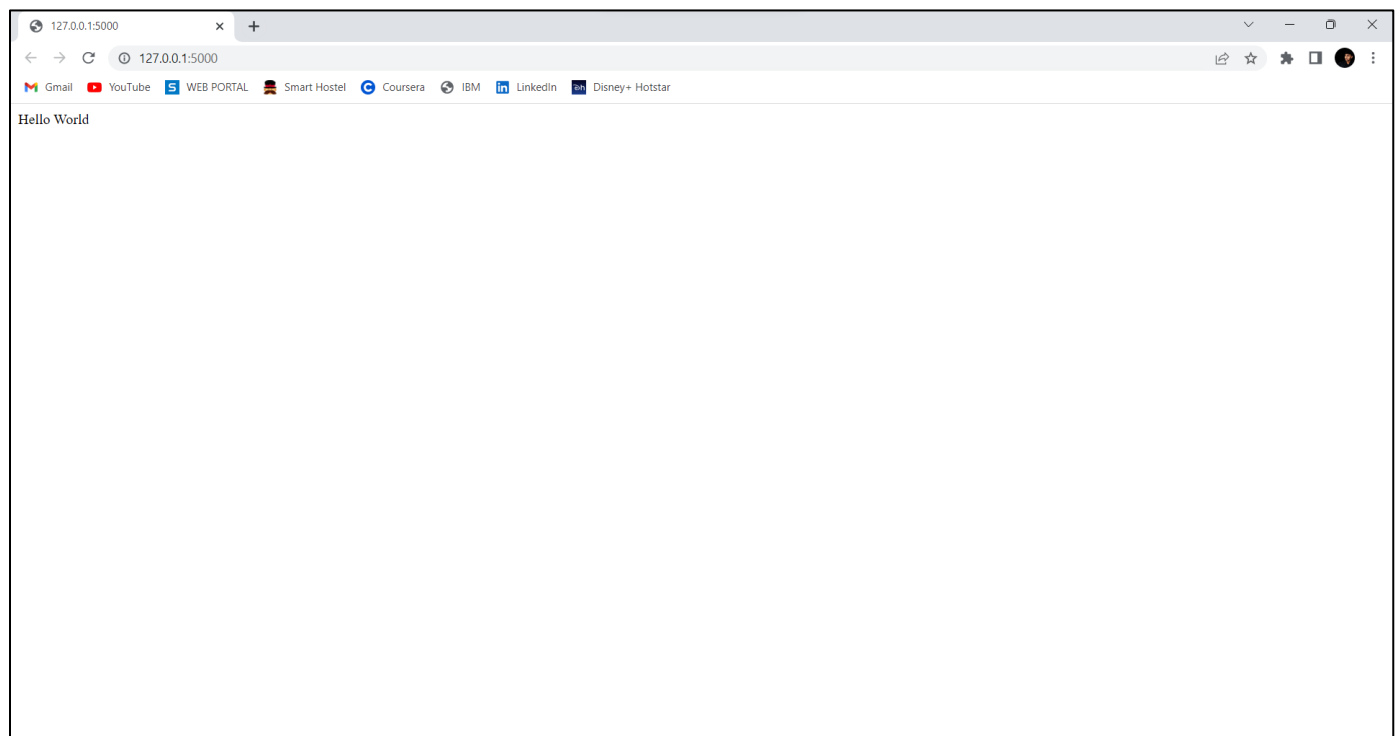 127.0.0.1:5000
127.0.0.1:5000
Gmail YouTube WEB PORTAL Smart Hostel Coursera IBM LinkedIn Disney+ Hotstar
Hello World